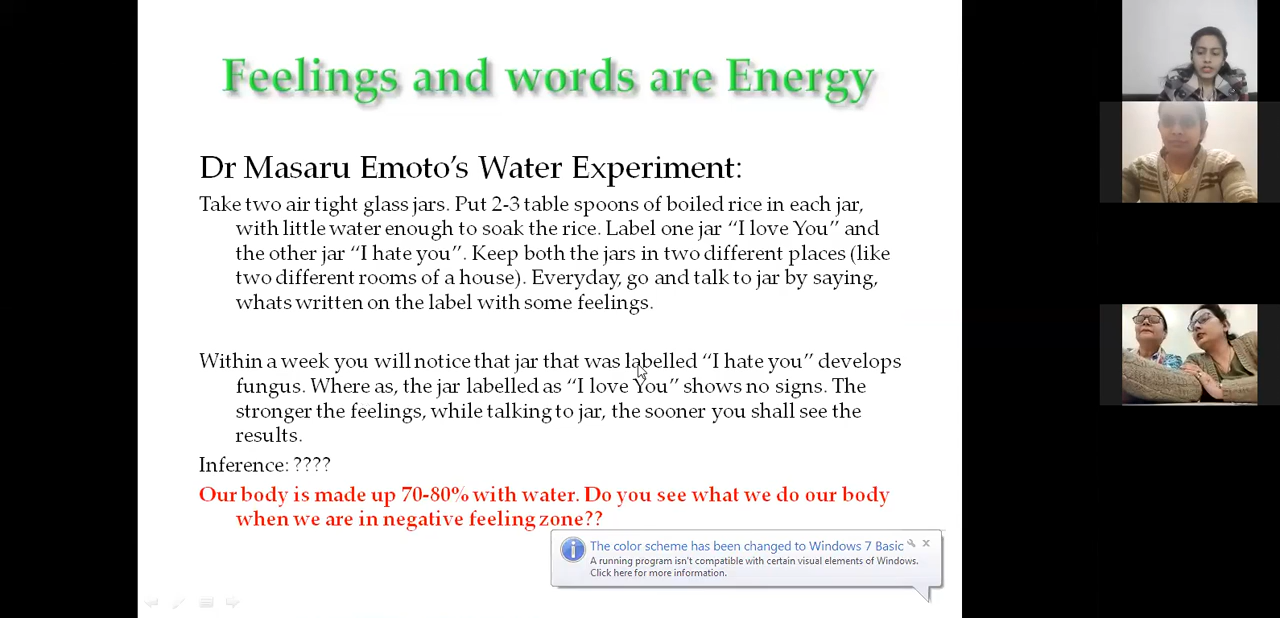 Feelings and words are Energy
Dr Masaru Emoto's Water Experiment:
Take two air tight glass jars. Put 2-3 table spoons of boiled rice in each jar,
with little water enough to soak the rice. Label one jar “I love You” and
the other jar “I hate you”. Keep both the jars in two different places (like
two different rooms of a house). Everyday, go and talk to jar by saying,
whats written on the label with some feelings.
Within a week you will notice that jar that was labelled “I hate you” develops
fungus. Where as, the jar labelled as “I love You” shows no signs. The
stronger the feelings, while talking to jar, the sooner you shall see the
results.
Inference: ????
Our body is made up 70-80% with water. Do you see what we do our body
when we are in negative feeling zone??
The color scheme has been changed to Windows 7 Basic
A running program isn't compatible with certain visual elements of Windows.
Click here for more information.